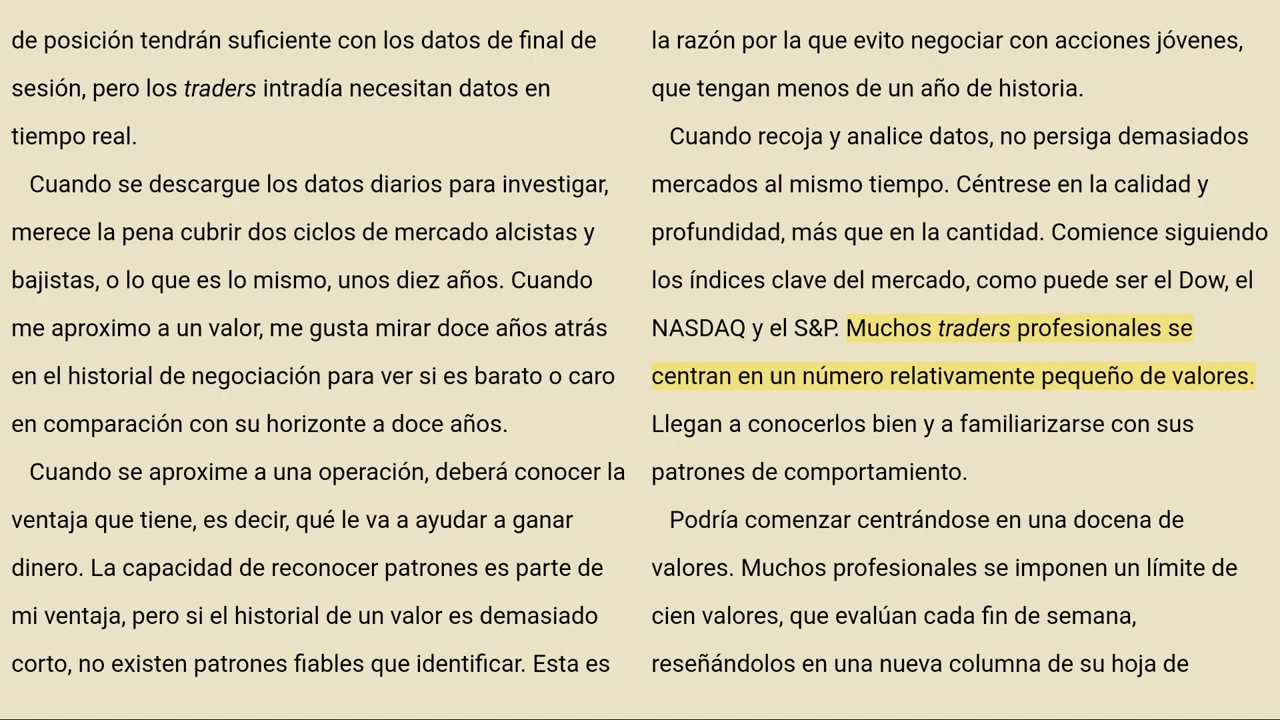 de posición tendrán suficiente con los datos de final de
sesión, pero los traders intradía necesitan datos en
tiempo real.
Cuando se descargue los datos diarios para investigar,
merece la pena cubrir dos ciclos de mercado alcistas y
bajistas, o lo que es lo mismo, unos diez años. Cuando
me aproximo a un valor, me gusta mirar doce años atrás
en el historial de negociación para ver si es barato o caro
en comparación con su horizonte a doce años.
Cuando se aproxime a una operación, deberá conocer la
ventaja que tiene, es decir, qué le va a ayudar a ganar
dinero. La capacidad de reconocer patrones es parte de
mi ventaja, pero si el historial de un valor es demasiado
corto, no existen patrones fiables que identificar. Esta es
la razón por la que evito negociar con acciones jóvenes,
que tengan menos de un año de historia.
Cuando recoja y analice datos, no persiga demasiados
mercados al mismo tiempo. Céntrese en la calidad y
profundidad, más que en la cantidad. Comience siguiendo
los índices clave del mercado, como puede ser el Dow, el
NASDAQ y el S&P. Muchos traders profesionales se
centran en un número relativamente pequeño de valores.
Llegan a conocerlos bien y a familiarizarse con sus
patrones de comportamiento.
Podría comenzar centrándose en una docena de
valores. Muchos profesionales se imponen un límite de
cien valores, que evalúan cada fin de semana,
reseñándolos en una nueva columna de su hoja de